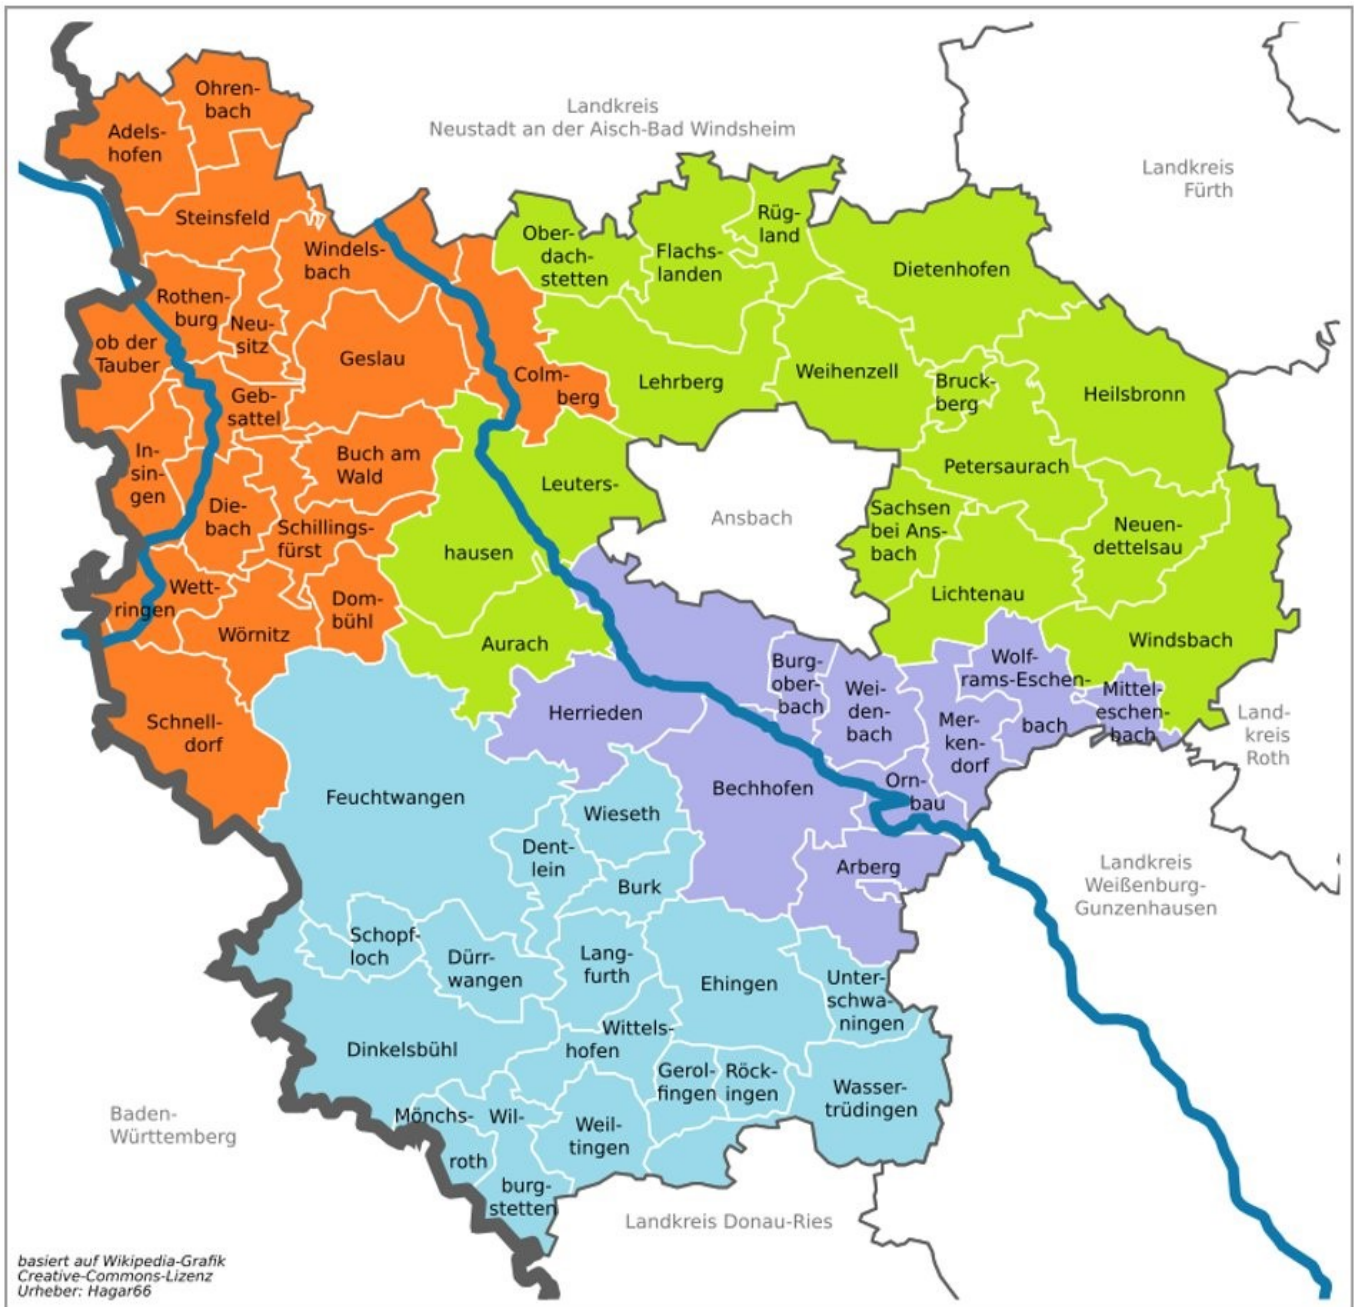 Ohren-
bach
Adels-
hofen
Landkreis
Neustadt an der Aisch-Bad Windsheim
Landkreis
Fürth
Steinsfeld
Windels-
bach
Ober-
dach-
stetten
Flachs-
landen
Rüg-
land
Dietenhofen
Rothen-
burg
ob der
Tauber
Neu-
sitz
Geslau
Colm-
berg
Lehrberg
Weihenzell
Bruck-
berg
Heilsbronn
Geb-
sattel
In-
sin-
gen
Buch am
Wald
Leuters-
hausen
Ansbach
Petersaurach
Sachsen
bei Ans-
bach
Neuen-
dettelsau
Die-
bach
Schillings-
fürst
Wett-
ringen
Dom-
bühl
Wörnitz
Aurach
Lichtenau
Windsbach
Burg-
ober-
bach
Wei-
den-
bach
Wolf-
rams-Eschen-
bach
Mittel-
eschen-
bach
Mer-
ken-
dorf
Land-
kreis
Roth
Schnell-
dorf
Herrieden
Feuchtwangen
Bechhofen
Orn-
bau
Wieseth
Dent-
lein
Burk
Arberg
Landkreis
Weißenburg-
Gunzenhausen
Schopf-
loch
Dürr-
wangen
Lang-
furth
Ehingen
Unter-
schwa-
ningen
Dinkelsbühl
Wittels-
hofen
Gerol-
fingen
Röck-
ingen
Wasser-
trüdingen
Baden-
Württemberg
Mönchs-
roth
Wil-
burg-
stetten
Weil-
tingen
Landkreis Donau-Ries
basiert auf Wikipedia-Grafik
Creative-Commons-Lizenz
Urheber: Hagar66